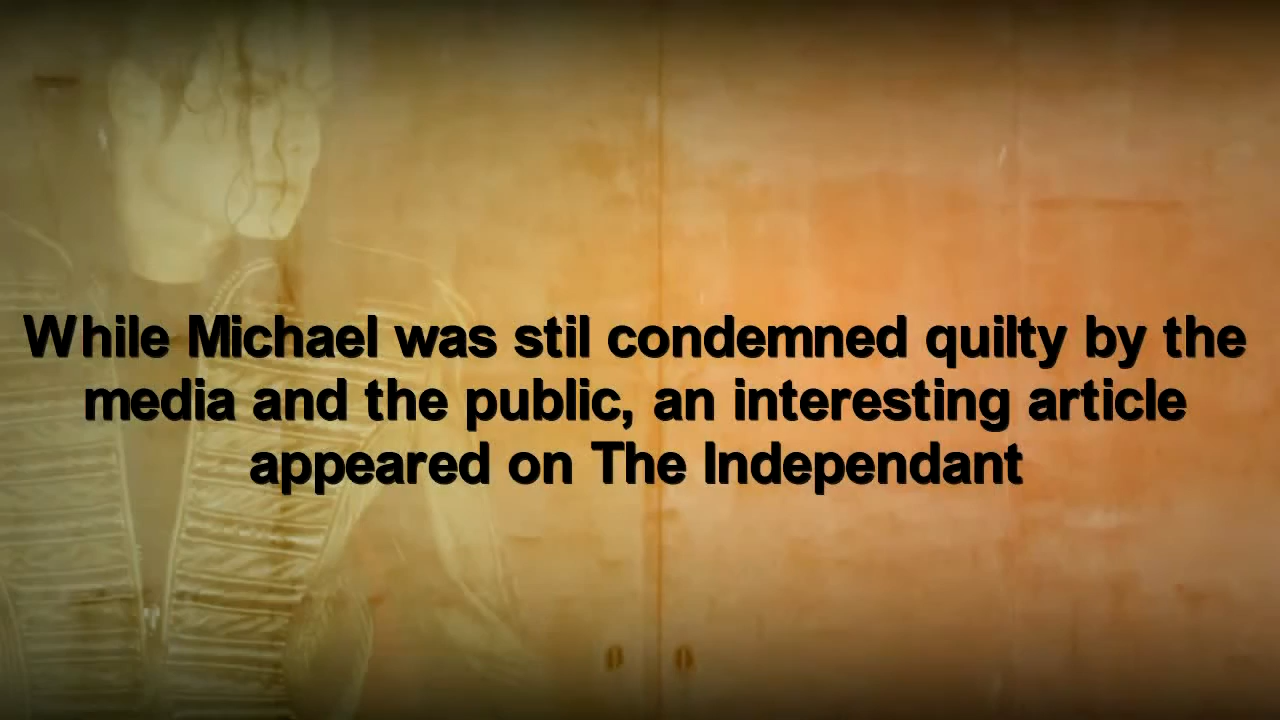 While Michael was stil condemned quilty by the
media and the public, an interesting article
appeared on The Independant